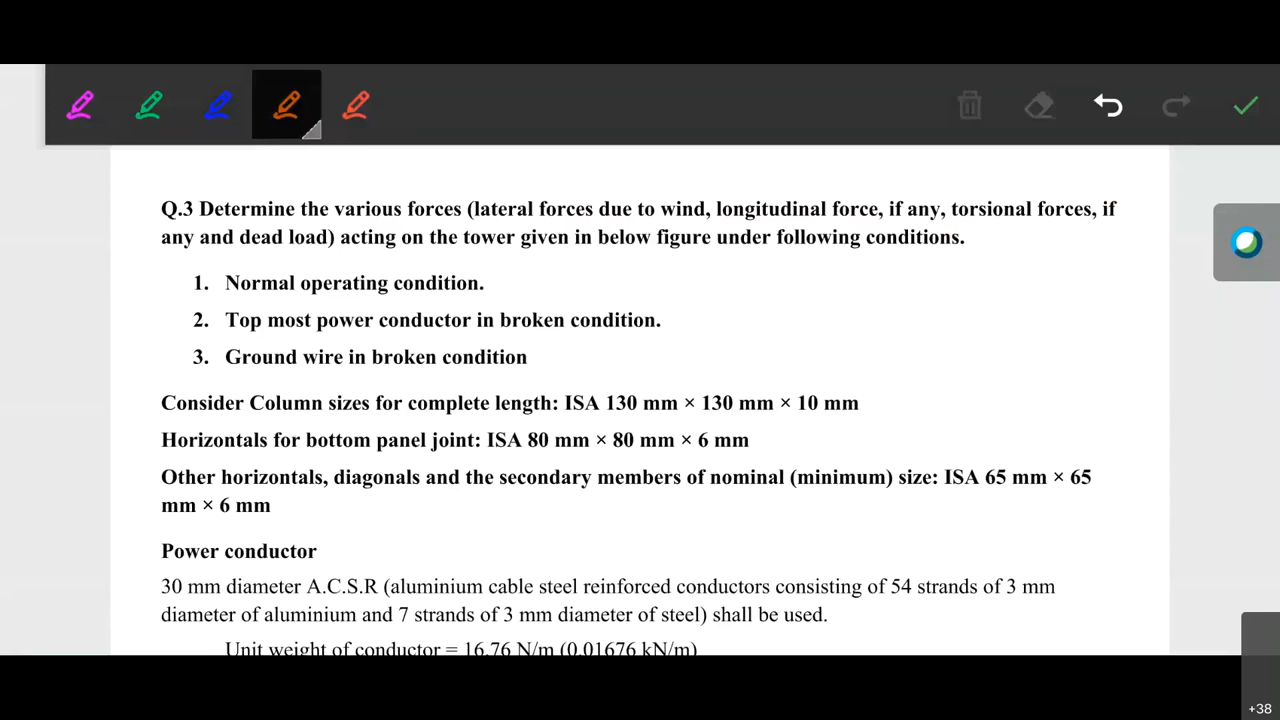 Q.3 Determine the various forces (lateral forces due to wind, longitudinal force, if any, torsional forces, if
any and dead load) acting on the tower given in below figure under following conditions.
1. Normal operating condition.
2. Top most power conductor in broken condition.
3. Ground wire in broken condition
Consider Column sizes for complete length: ISA 130 mm × 130 mm × 10 mm
Horizontals for bottom panel joint: ISA 80 mm × 80 mm × 6 mm
Other horizontals, diagonals and the secondary members of nominal (minimum) size: ISA 65 mm × 65
mm × 6 mm
Power conductor
30 mm diameter A.C.S.R (aluminium cable steel reinforced conductors consisting of 54 strands of 3 mm
diameter of aluminium and 7 strands of 3 mm diameter of steel) shall be used.
Unit weight of conductor = 16.76 N/m (0.01676 kN/m)
+38